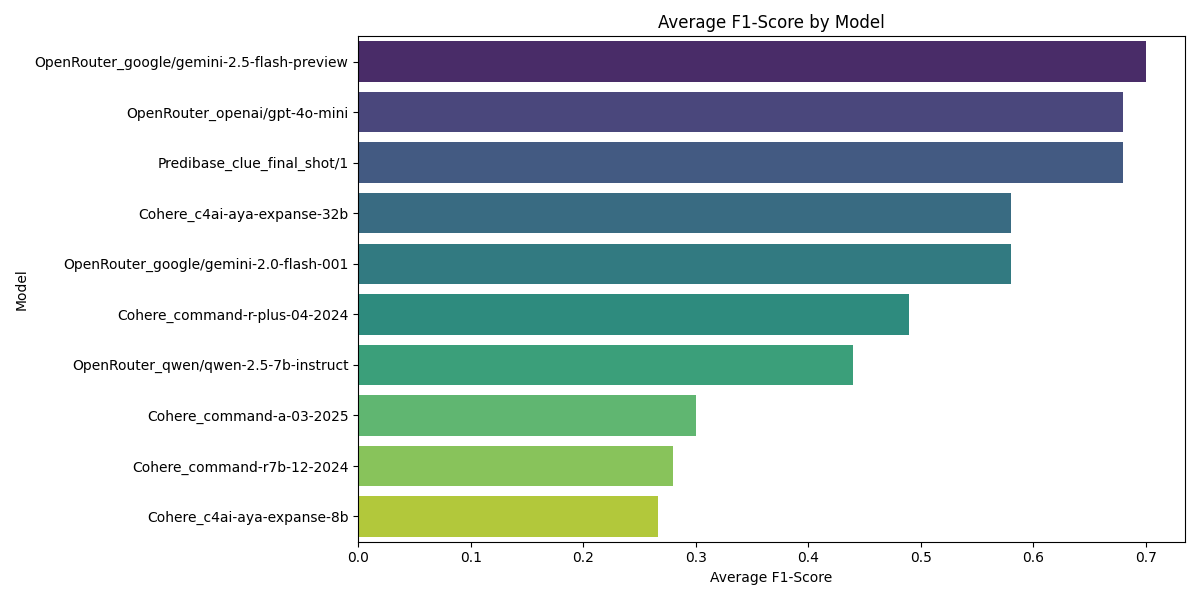 Average F1-Score by Model
Model
OpenRouter_google/gemini-2.5-flash-preview
OpenRouter_openai/gpt-4o-mini
Predibase_clue_final_shot/1
Cohere_c4ai-aya-expanse-32b
OpenRouter_google/gemini-2.0-flash-001
Cohere_command-r-plus-04-2024
OpenRouter_qwen/qwen-2.5-7b-instruct
Cohere_command-a-03-2025
Cohere_command-r7b-12-2024
Cohere_c4ai-aya-expanse-8b
0.0 0.1 0.2 0.3 0.4 0.5 0.6 0.7
Average F1-Score